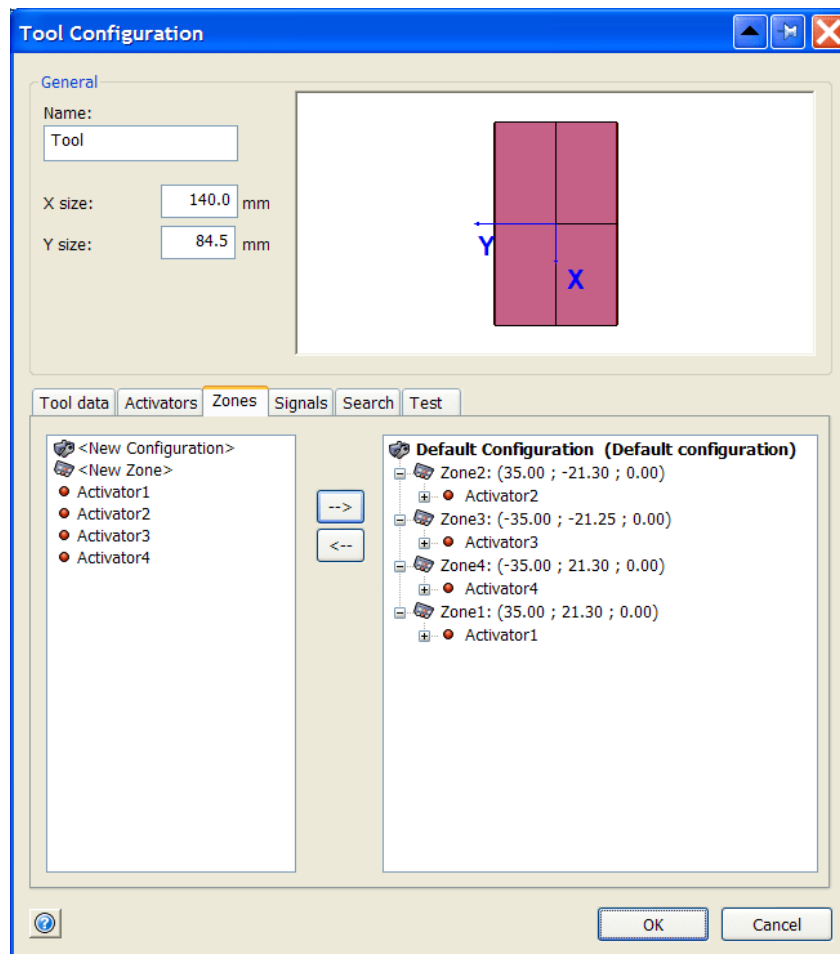 Tool Configuration
General
Name:
Tool
X size: 140.0 mm
Y size: 84.5 mm
Y
X
Tool data Activators Zones Signals Search Test
<New Configuration>
<New Zone>
Activator1
Activator2
Activator3
Activator4
-->
<--
Default Configuration (Default configuration)
Zone2: (35.00 ; -21.30 ; 0.00)
Activator2
Zone3: (-35.00 ; -21.25 ; 0.00)
Activator3
Zone4: (-35.00 ; 21.30 ; 0.00)
Activator4
Zone1: (35.00 ; 21.30 ; 0.00)
Activator1
?
OK Cancel